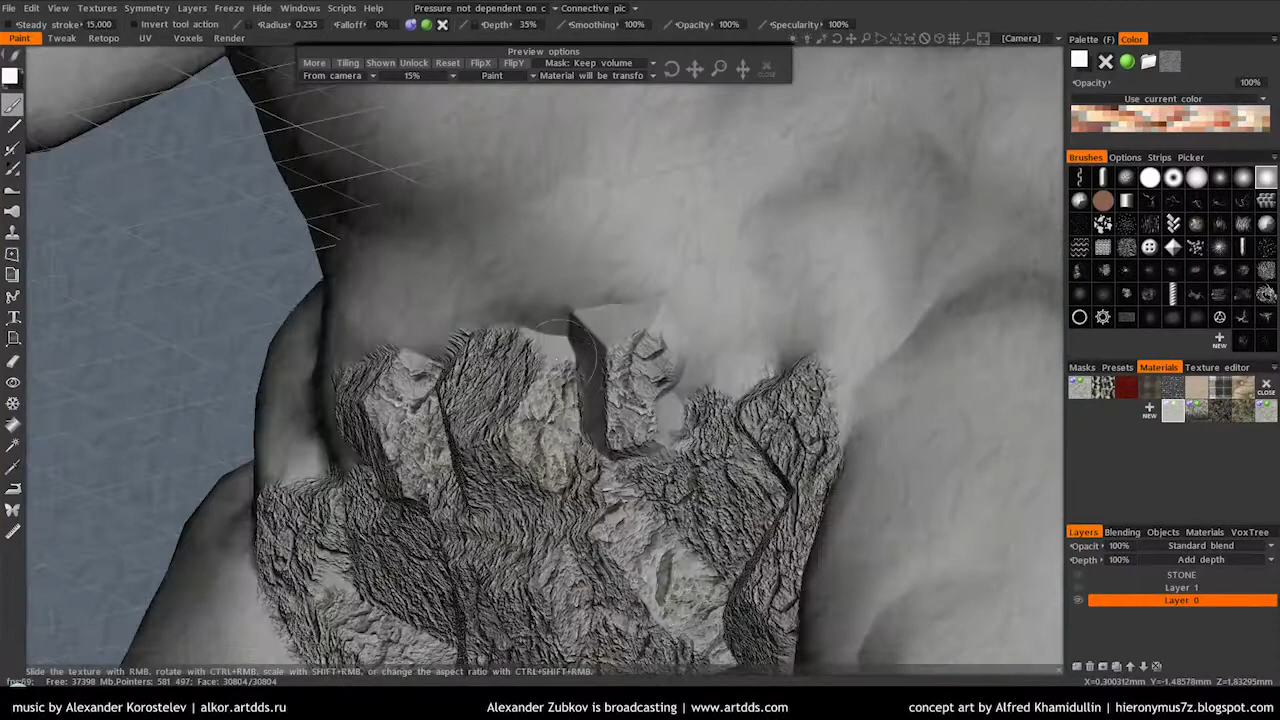 File Edit View Textures Symmetry Layers Hide Windows Scripts Help Pressure not dependent on c Connective pic
Steady stroke 15,000 Invert tool action Radius 0,255 Falloff 0% Depth 35% Smoothing 100% Opacity 100% Specularity 100%
Paint Tweak Retopo UV Voxels Render [Camera]
Palette (F) Color
Preview options
More Tiling Shown Unlock Reset FlipX FlipY Mask: Keep volume
From camera 15% Paint Material will be transfo CLOSE
Opacity 100%
Use current color
Brushes Options Strips Picker
NEW
Masks Presets Materials Texture editor
CLOSE
NEW
Layers Blending Objects Materials VoxTree
Opacit 100% Standard blend
Depth 100% Add depth
STONE
Layer 1
Layer 0
Slide the texture with RMB, rotate with CTRL+RMB, scale with SHIFT+RMB, or change the aspect ratio with CTRL+SHIFT+RMB.
Free: 37398 Mb,Pointers: 581 497; Face: 30804/30804
X=0,300312mm Y=-1,48578mm Z=1,83295mm
music by Alexander Korostelev | alkor.artdds.ru
Alexander Zubkov is broadcasting | www.artdds.com
concept art by Alfred Khamidullin | hieronymus7z.blogspot.com